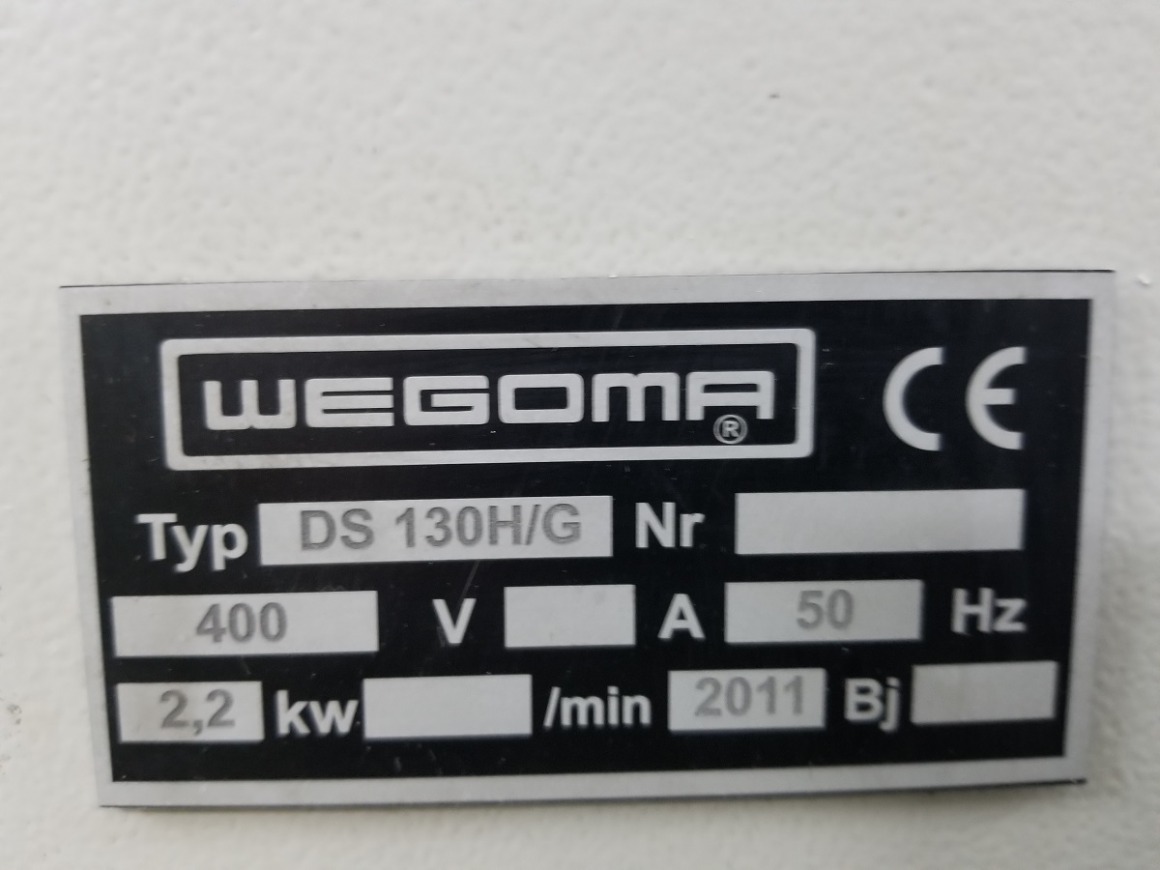 WEGOMA® CE
Typ DS 130H/G Nr
400 V A 50 Hz
2,2 kw /min 2011 Bj